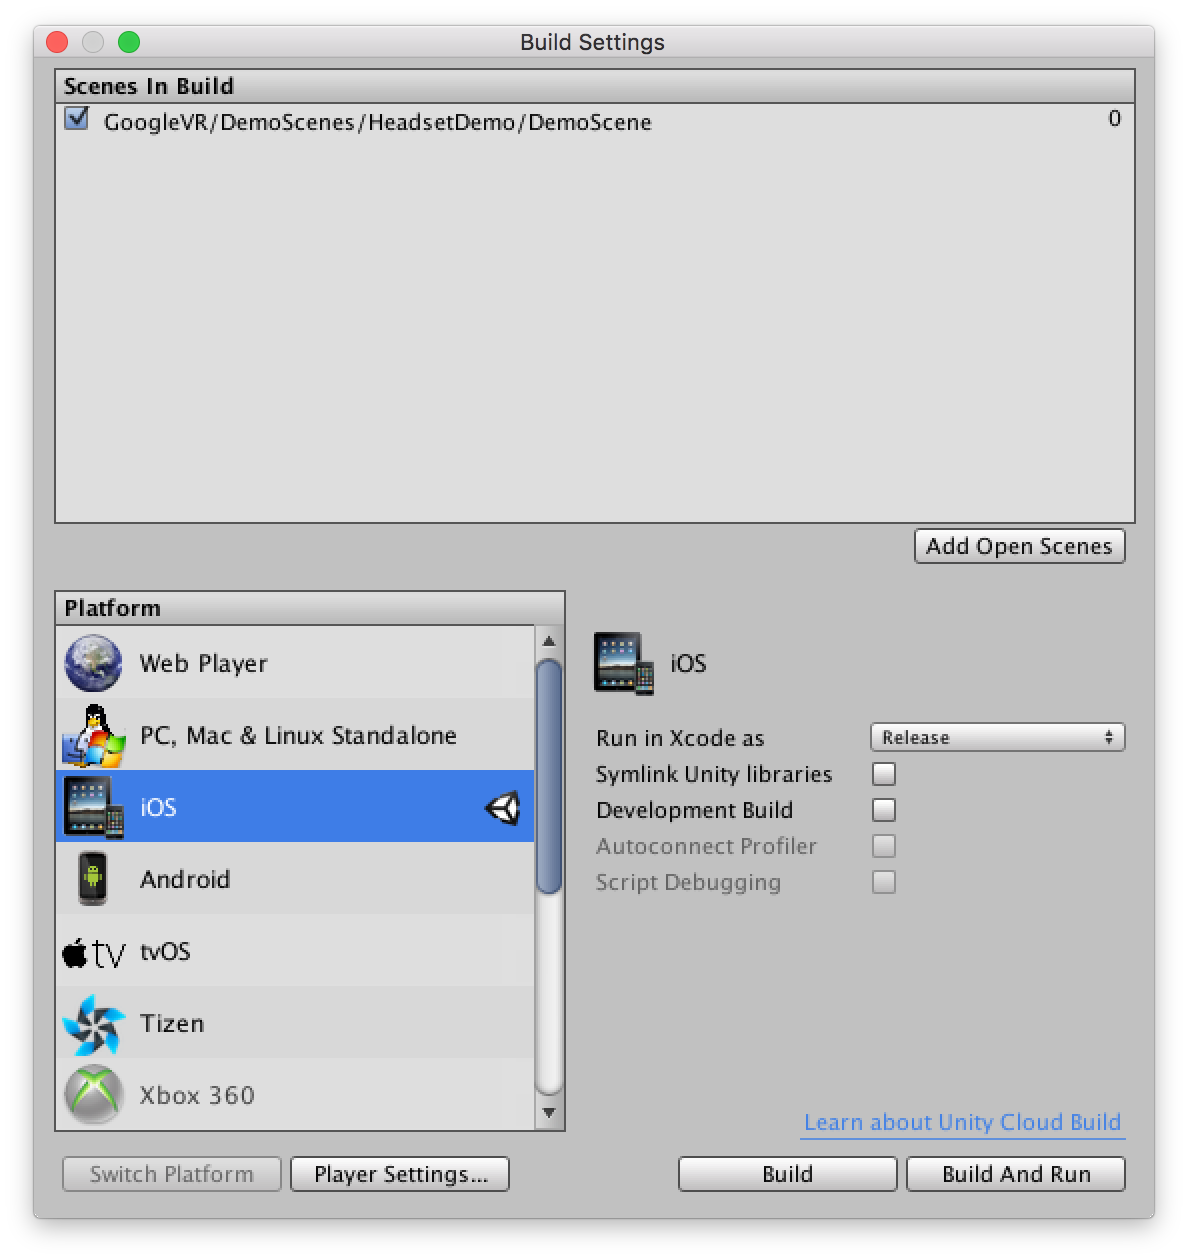 Build Settings
Scenes In Build
GoogleVR/DemoScenes/HeadsetDemo/DemoScene 0
Add Open Scenes
Platform
Web Player
PC, Mac & Linux Standalone
iOS
Android
tv tvOS
Tizen
Xbox 360
iOS
Run in Xcode as Release
Symlink Unity libraries
Development Build
Autoconnect Profiler
Script Debugging
Learn about Unity Cloud Build
Switch Platform Player Settings... Build Build And Run